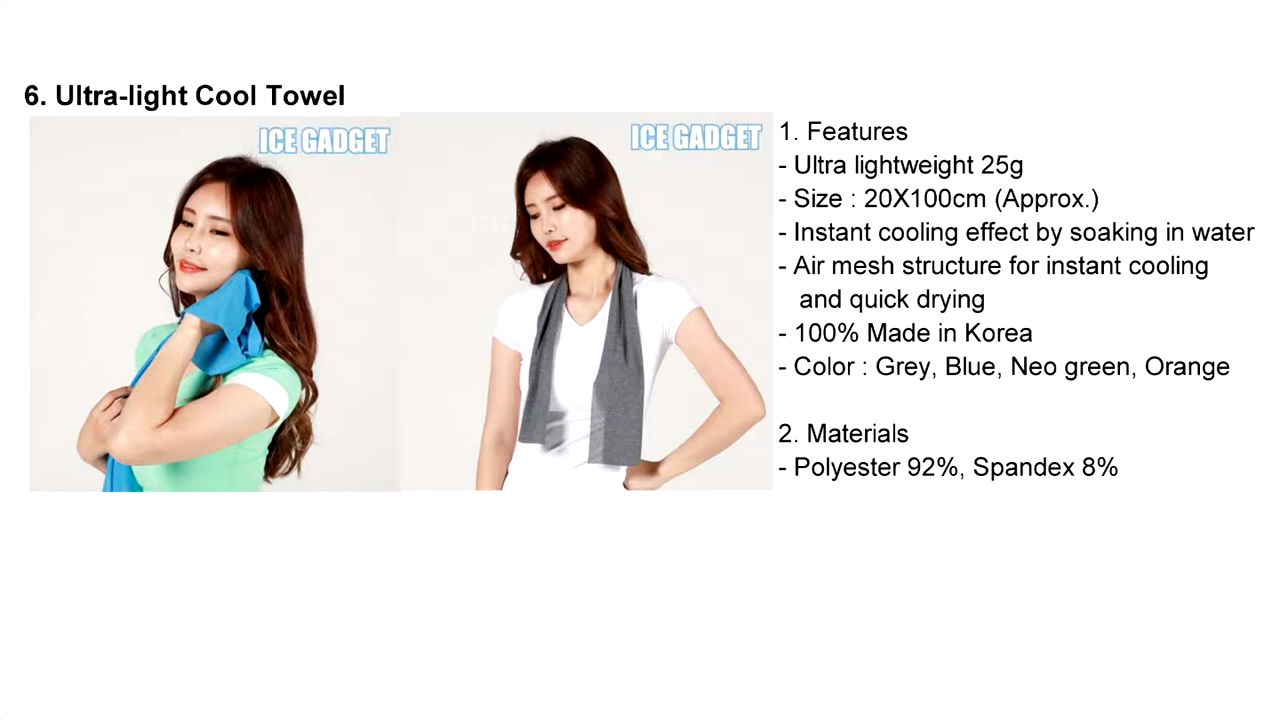 6. Ultra-light Cool Towel
ICE GADGET
ICE GADGET
1. Features
- Ultra lightweight 25g
- Size : 20X100cm (Approx.)
- Instant cooling effect by soaking in water
- Air mesh structure for instant cooling
and quick drying
- 100% Made in Korea
- Color : Grey, Blue, Neo green, Orange
2. Materials
- Polyester 92%, Spandex 8%